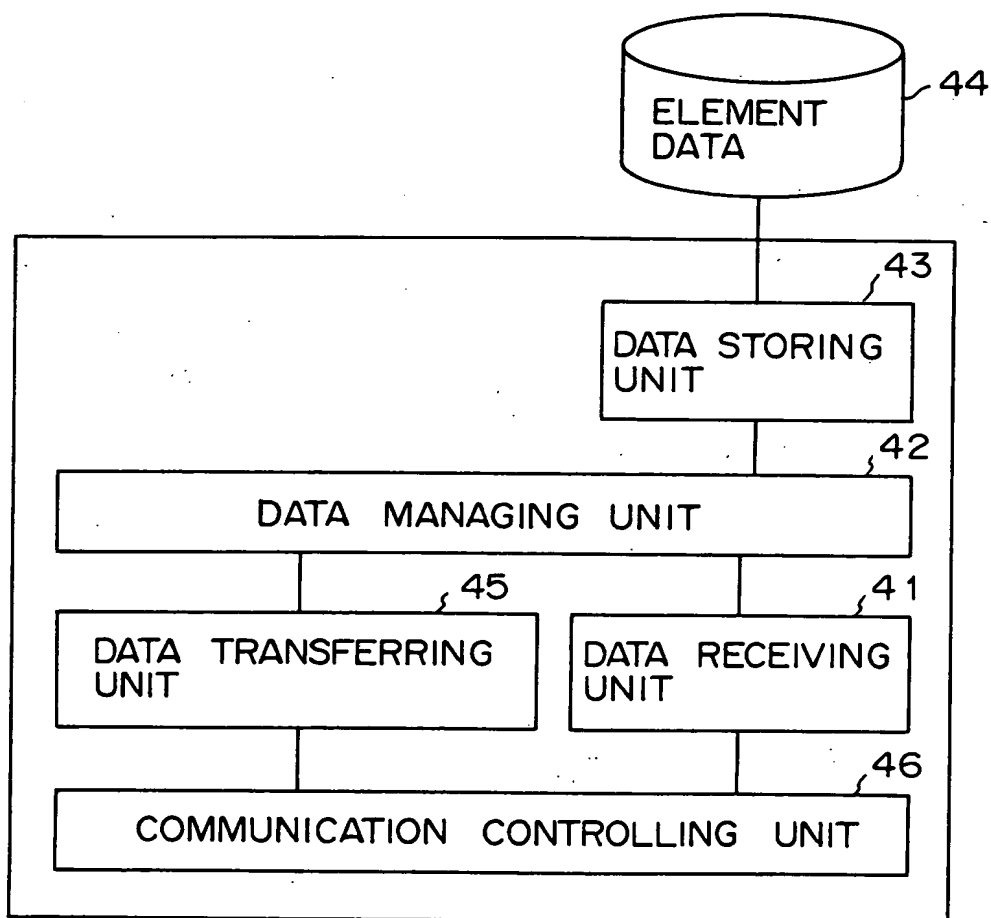 ELEMENT
DATA
44
43
DATA STORING
UNIT
42
DATA MANAGING UNIT
45
DATA TRANSFERRING
UNIT
41
DATA RECEIVING
UNIT
46
COMMUNICATION CONTROLLING UNIT